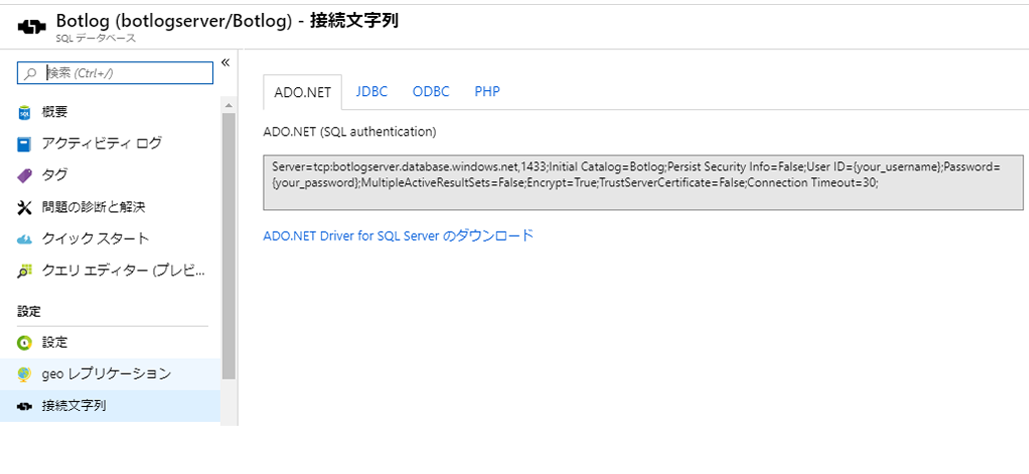 Botlog (botlogserver/Botlog) - 接続文字列
SQL データベース
検索 (Ctrl+/)
«
概要
アクティビティ ログ
タグ
問題の診断と解決
クイック スタート
クエリ エディター (プレビ...
設定
設定
geo レプリケーション
接続文字列
ADO.NET JDBC ODBC PHP
ADO.NET (SQL authentication)
Server=tcp:botlogserver.database.windows.net,1433;Initial Catalog=Botlog;Persist Security Info=False;User ID={your_username};Password=
{your_password};MultipleActiveResultSets=False;Encrypt=True;TrustServerCertificate=False;Connection Timeout=30;
ADO.NET Driver for SQL Server のダウンロード